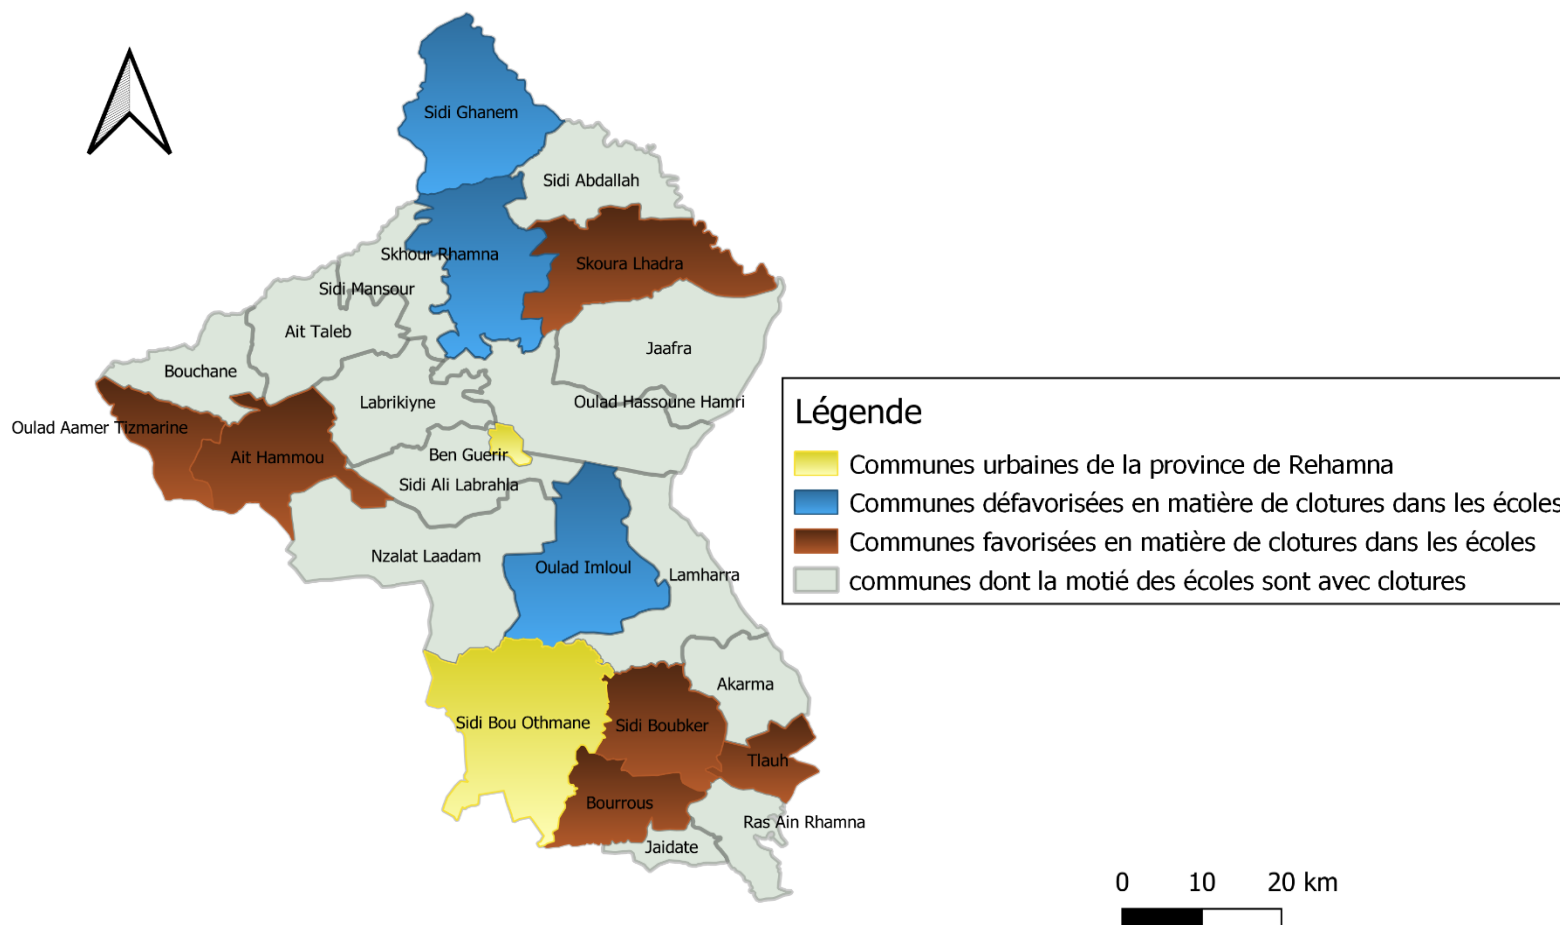 Sidi Ghanem
Sidi Abdallah
Skhour Rhamna
Skoura Lhadra
Sidi Mansour
Ait Taleb
Jaafra
Bouchane
Labrikiyne
Oulad Hassoune Hamri
Oulad Aamer Tizmarine
Ait Hammou
Ben Guerir
Sidi Ali Labrahla
Nzalat Laadam
Oulad Imloul
Lamharra
Akarma
Sidi Bou Othmane
Sidi Boubker
Tlauh
Bourrous
Ras Ain Rhamna
Jaidate
Légende
Communes urbaines de la province de Rehamna
Communes défavorisées en matière de clotures dans les écoles
Communes favorisées en matière de clotures dans les écoles
communes dont la motié des écoles sont avec clotures
0 10 20 km